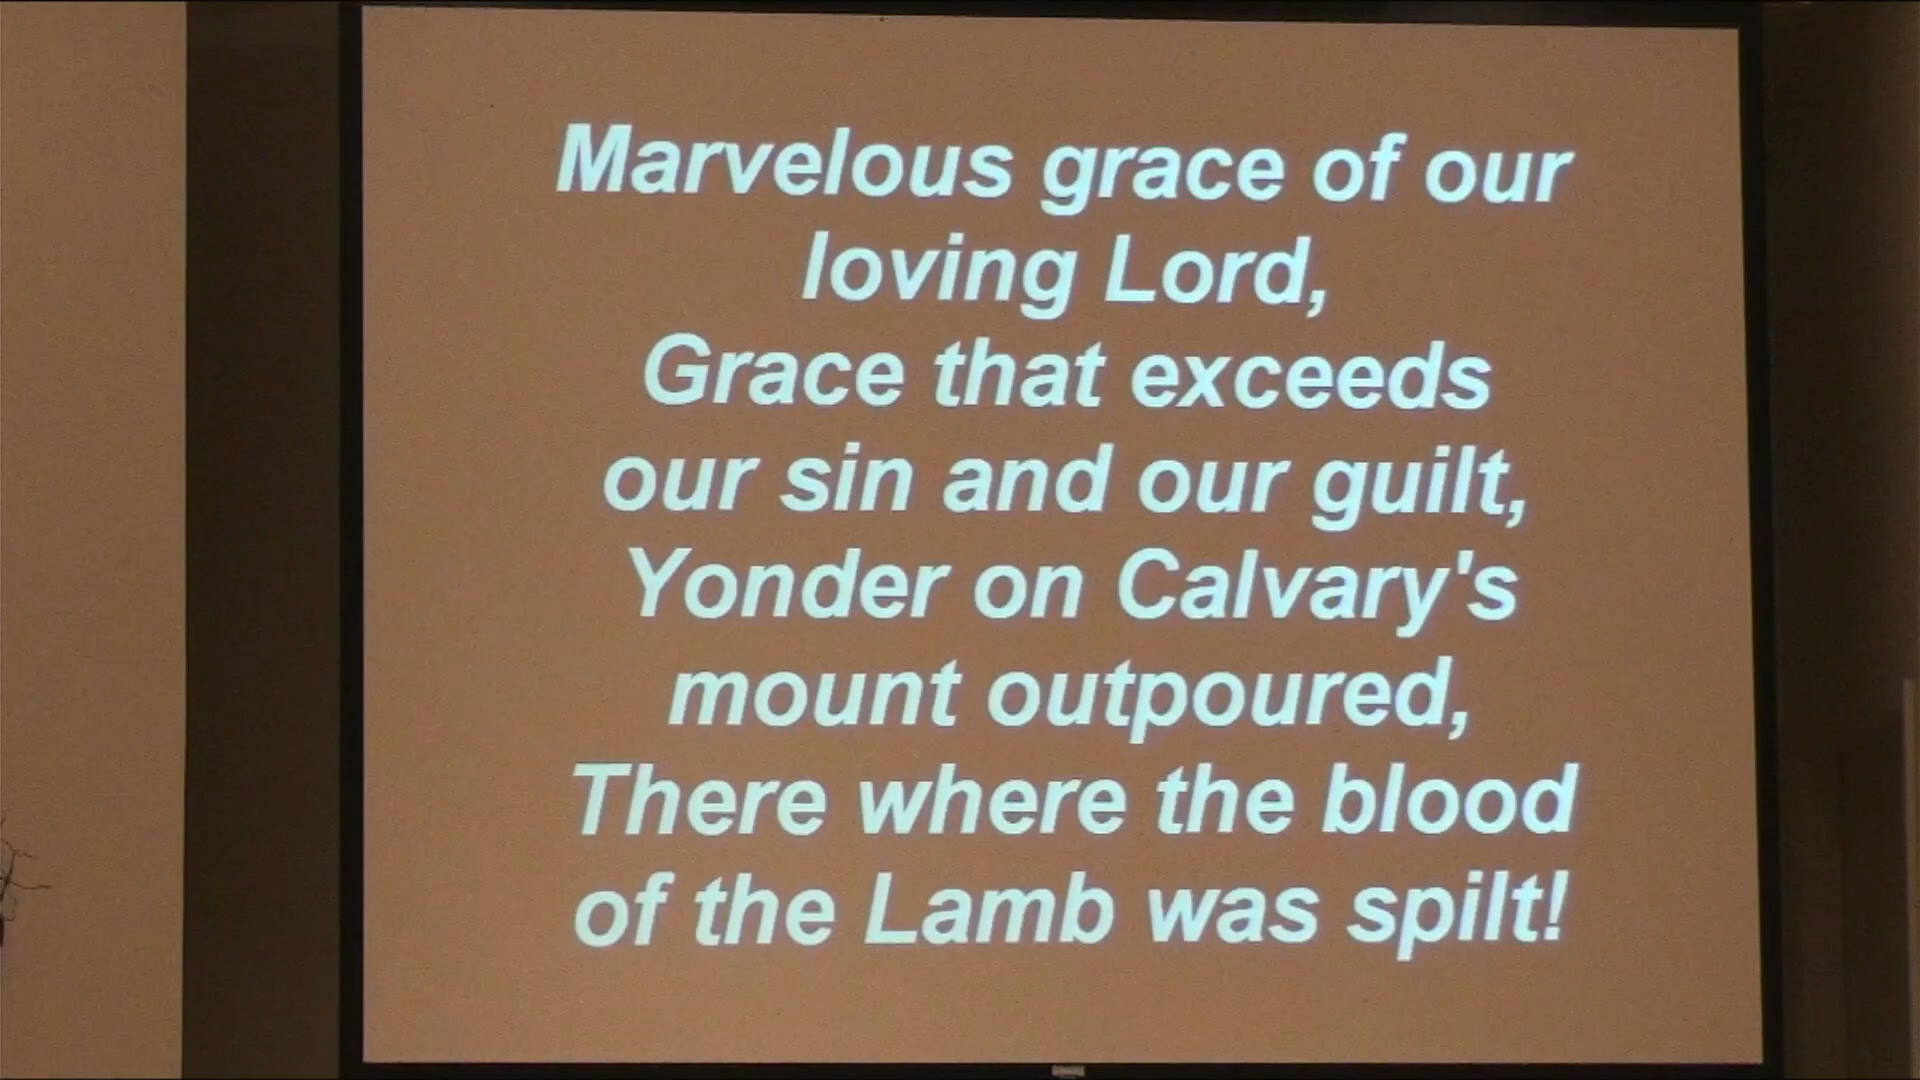 Marvelous grace of our
loving Lord,
Grace that exceeds
our sin and our guilt,
Yonder on Calvary's
mount outpoured,
There where the blood
of the Lamb was spilt!